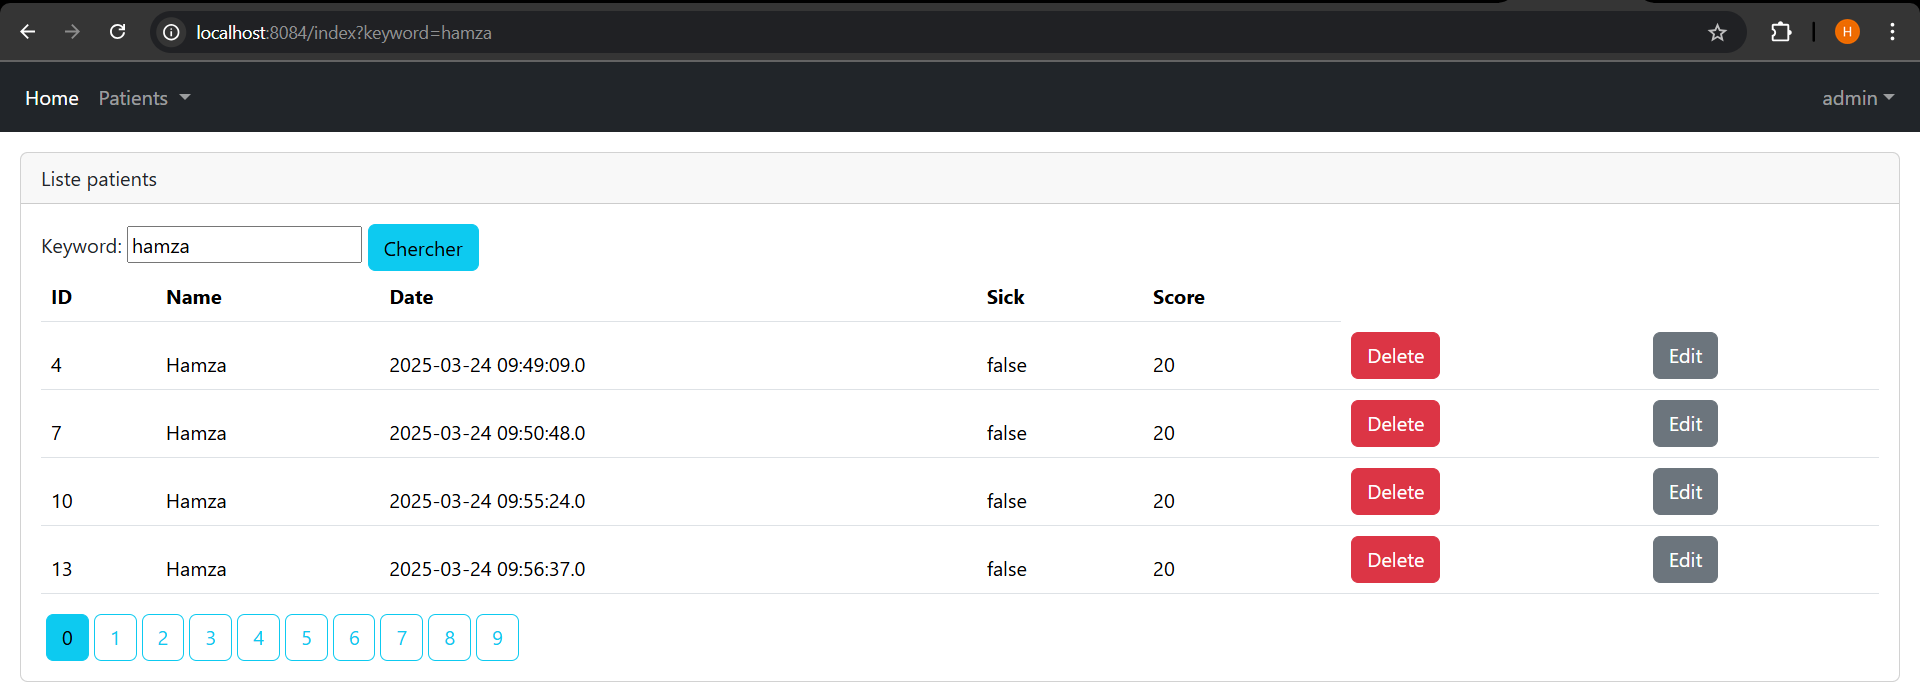 localhost:8084/index?keyword=hamza
H
Home Patients admin
Liste patients
Keyword: hamza Chercher
ID Name Date Sick Score
4 Hamza 2025-03-24 09:49:09.0 false 20 Delete Edit
7 Hamza 2025-03-24 09:50:48.0 false 20 Delete Edit
10 Hamza 2025-03-24 09:55:24.0 false 20 Delete Edit
13 Hamza 2025-03-24 09:56:37.0 false 20 Delete Edit
0 1 2 3 4 5 6 7 8 9